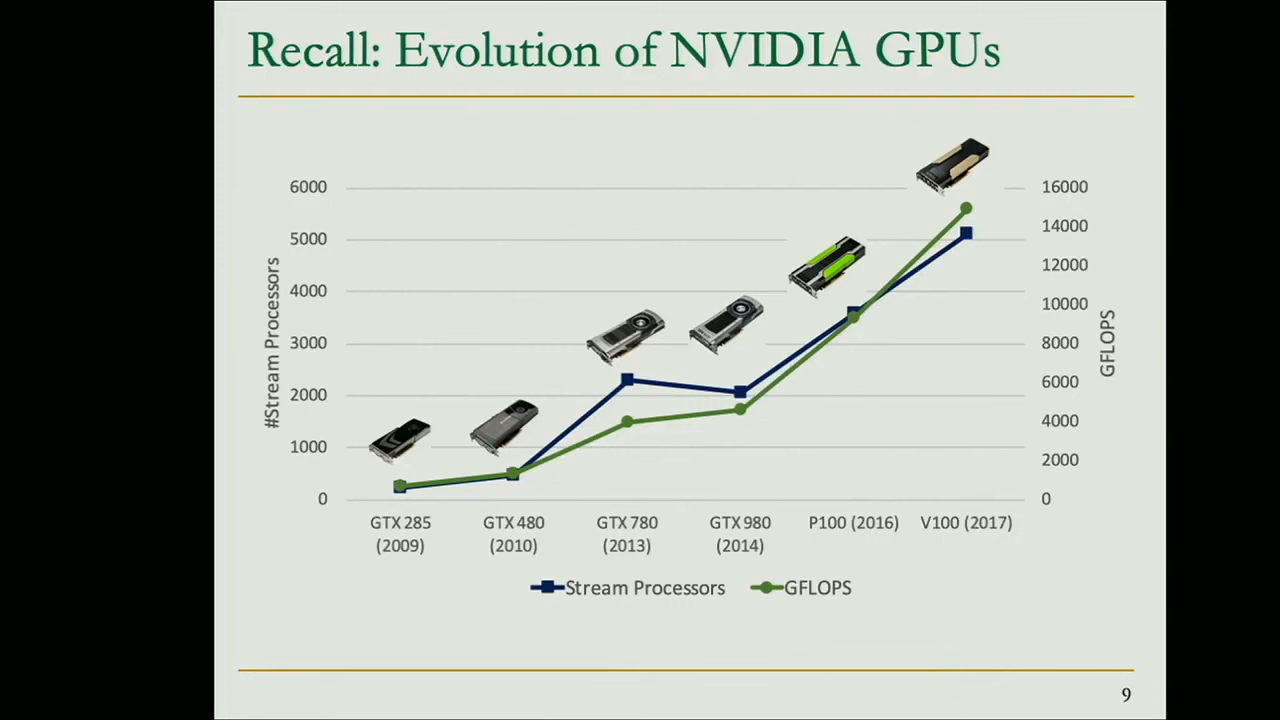 Recall: Evolution of NVIDIA GPUs
6000
5000
4000
3000
2000
1000
0
#Stream Processors
16000
14000
12000
10000
8000
6000
4000
2000
0
GFLOPS
GTX 285 (2009)
GTX 480 (2010)
GTX 780 (2013)
GTX 980 (2014)
P100 (2016)
V100 (2017)
Stream Processors
GFLOPS
9